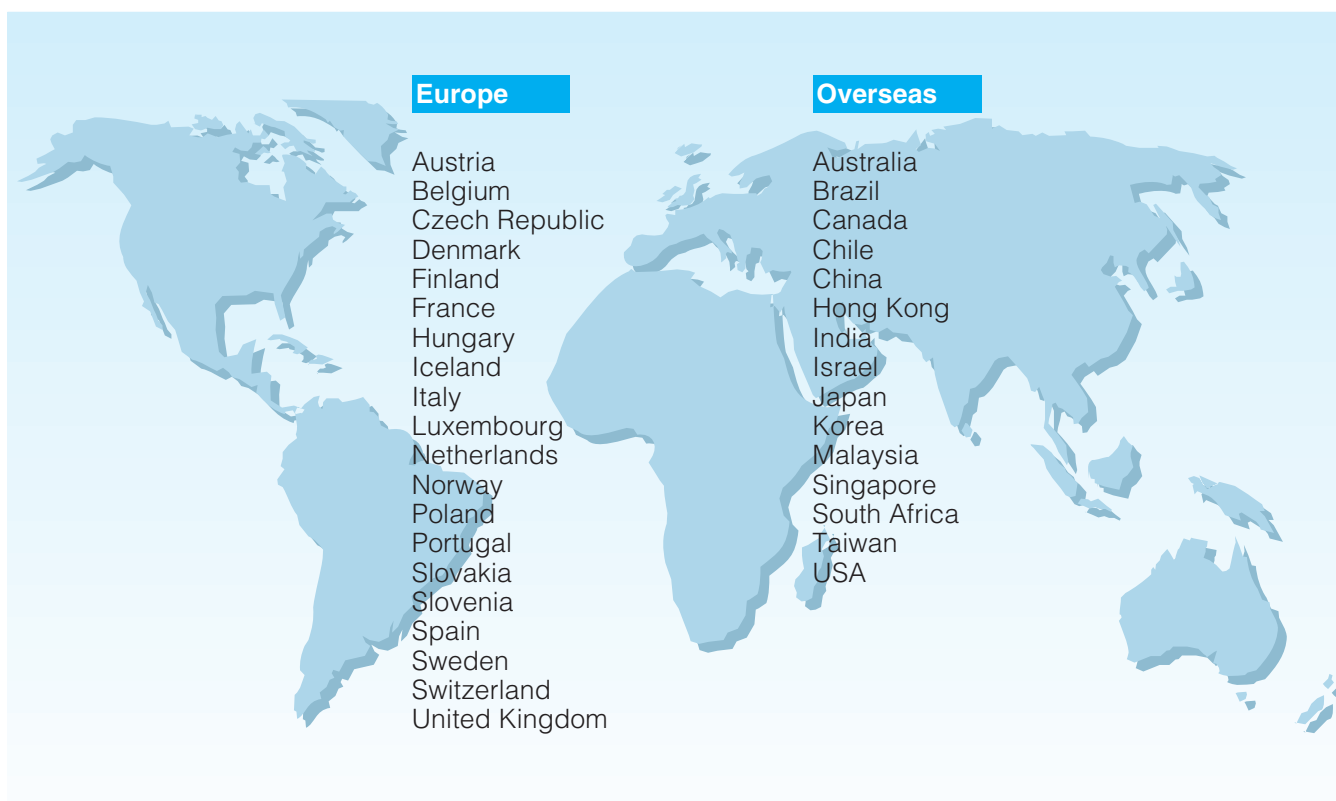 Europe
Austria
Belgium
Czech Republic
Denmark
Finland
France
Hungary
Iceland
Italy
Luxembourg
Netherlands
Norway
Poland
Portugal
Slovakia
Slovenia
Spain
Sweden
Switzerland
United Kingdom
Overseas
Australia
Brazil
Canada
Chile
China
Hong Kong
India
Israel
Japan
Korea
Malaysia
Singapore
South Africa
Taiwan
USA